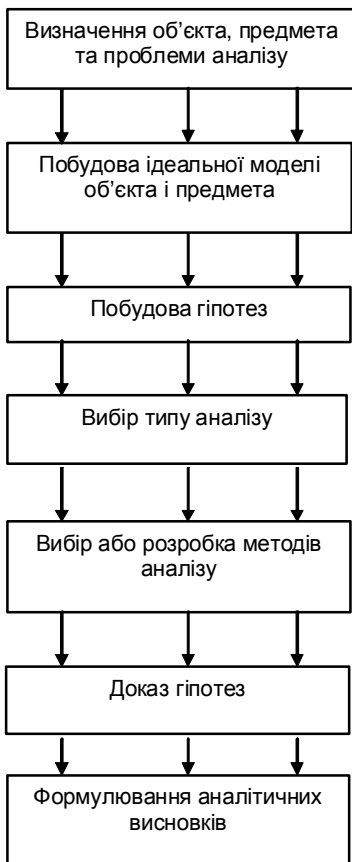 Визначення об’єкта, предмета
та проблеми аналізу
Побудова ідеальної моделі
об’єкта і предмета
Побудова гіпотез
Вибір типу аналізу
Вибір або розробка методів
аналізу
Доказ гіпотез
Формулювання аналітичних
висновків